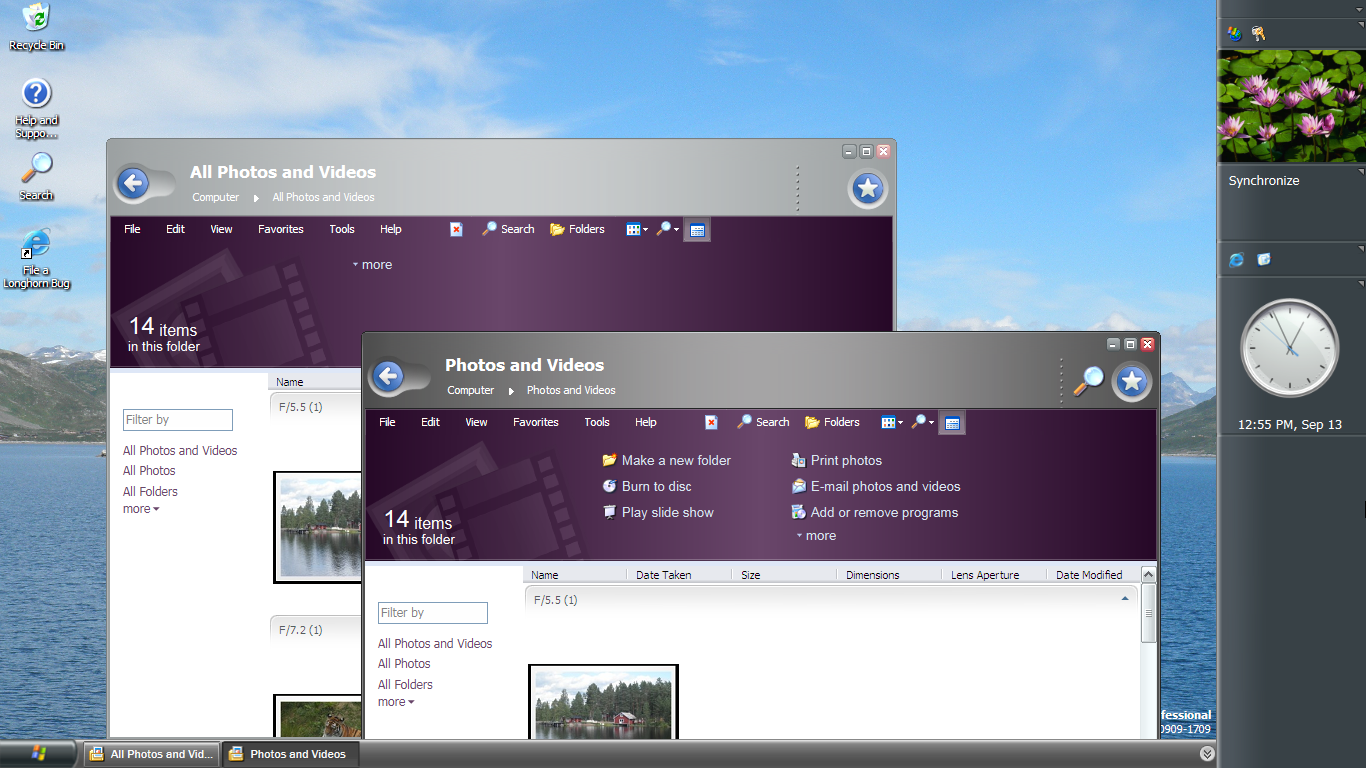 Recycle Bin
Help and
Suppo...
Search
File a
Longhorn Bug
All Photos and Videos
Computer All Photos and Videos
File Edit View Favorites Tools Help Search Folders
more
14 items
in this folder
Name
F/5.5 (1)
Filter by
All Photos and Videos
All Photos
All Folders
more
F/7.2 (1)
Photos and Videos
Computer Photos and Videos
File Edit View Favorites Tools Help Search Folders
Make a new folder Print photos
Burn to disc E-mail photos and videos
Play slide show Add or remove programs
more
14 items
in this folder
Name Date Taken Size Dimensions Lens Aperture Date Modified
F/5.5 (1)
Filter by
All Photos and Videos
All Photos
All Folders
more
Synchronize
12:55 PM, Sep 13
fessional
0909-1709
All Photos and Vid... Photos and Videos